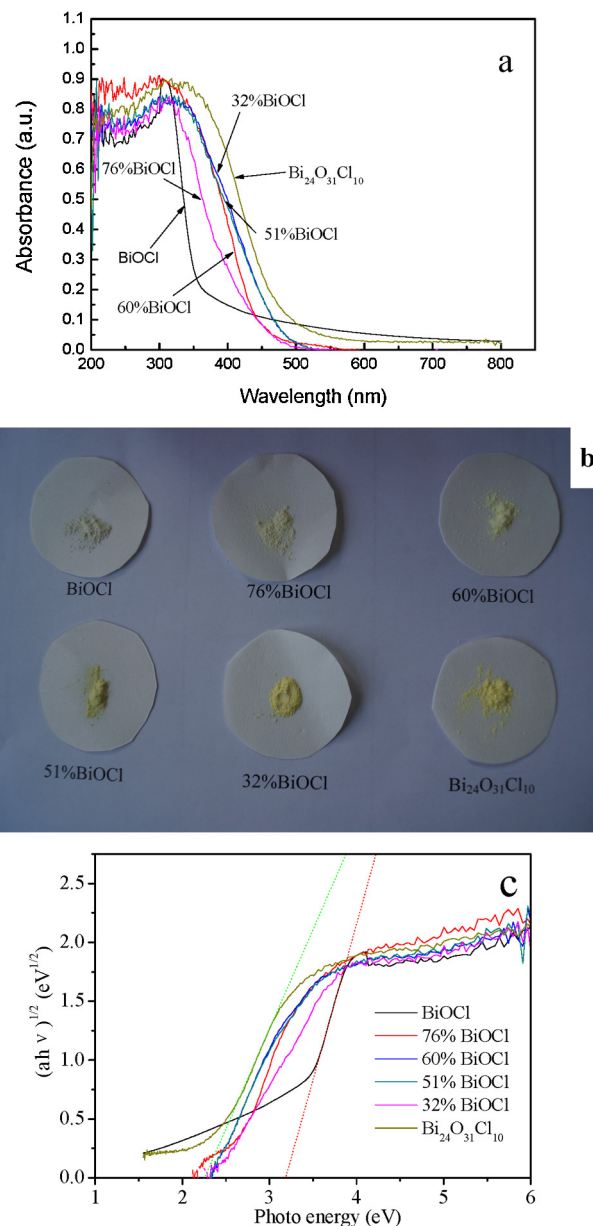 a
1.1
1.0
0.9
0.8
0.7
0.6
0.5
0.4
0.3
0.2
0.1
0.0
Absorbance (a.u.)
32%BiOCl
Bi₂₄O₃₁Cl₁₀
76%BiOCl
51%BiOCl
BiOCl
60%BiOCl
200 300 400 500 600 700 800
Wavelength (nm)
b
BiOCl 76%BiOCl 60%BiOCl
51%BiOCl 32%BiOCl Bi₂₄O₃₁Cl₁₀
c
2.5
2.0
1.5
1.0
0.5
0.0
(ah ν)^1/2 (eV^1/2)
BiOCl
76% BiOCl
60% BiOCl
51% BiOCl
32% BiOCl
Bi₂₄O₃₁Cl₁₀
1 2 3 4 5 6
Photo energy (eV)